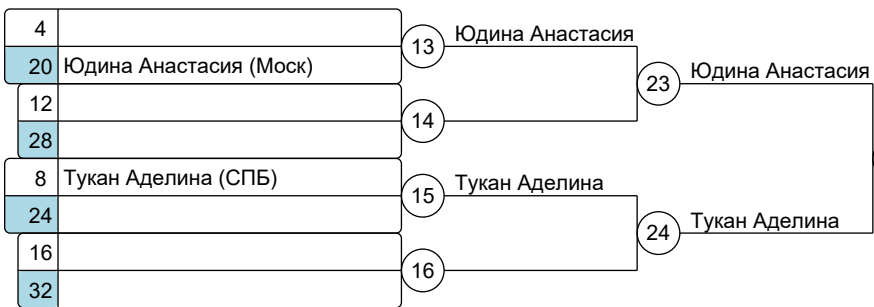 4
13 Юдина Анастасия
20 Юдина Анастасия (Моск)
23 Юдина Анастасия
12
14
28
8 Тукан Аделина (СПБ)
15 Тукан Аделина
24
24 Тукан Аделина
16
16
32